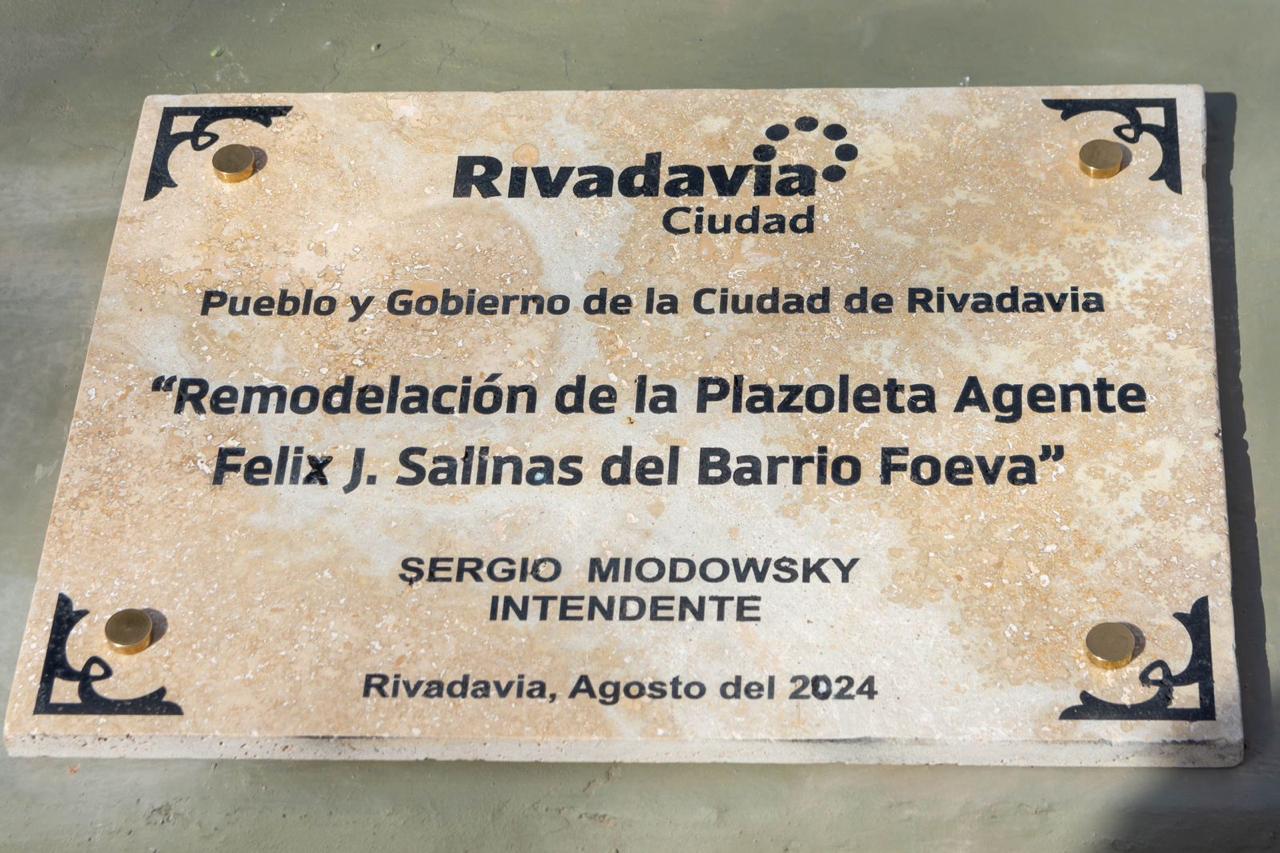 Rivadavia
Ciudad
Pueblo y Gobierno de la Ciudad de Rivadavia
“Remodelación de la Plazoleta Agente
Felix J. Salinas del Barrio Foeva”
SERGIO MIODOWSKY
INTENDENTE
Rivadavia, Agosto del 2024